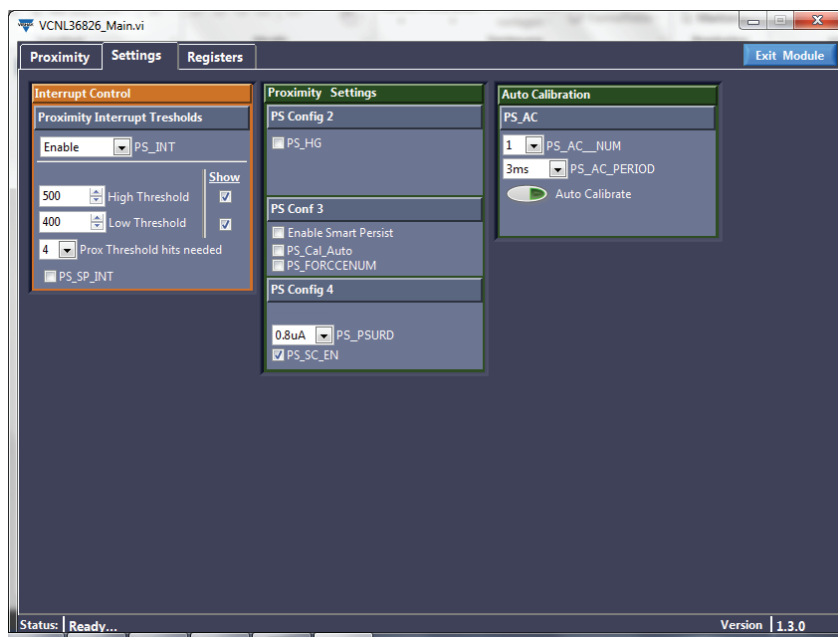 VCNL36826_Main.vi
Proximity Settings Registers Exit Module
Interrupt Control
Proximity Interrupt Tresholds
Enable PS_INT
Show
500 High Threshold
400 Low Threshold
4 Prox Threshold hits needed
PS_SP_INT
Proximity Settings
PS Config 2
PS_HG
PS Conf 3
Enable Smart Persist
PS_Cal_Auto
PS_FORCCENUM
PS Config 4
0.8uA PS_PSURD
PS_SC_EN
Auto Calibration
PS_AC
1 PS_AC__NUM
3ms PS_AC_PERIOD
Auto Calibrate
Status: Ready... Version 1.3.0